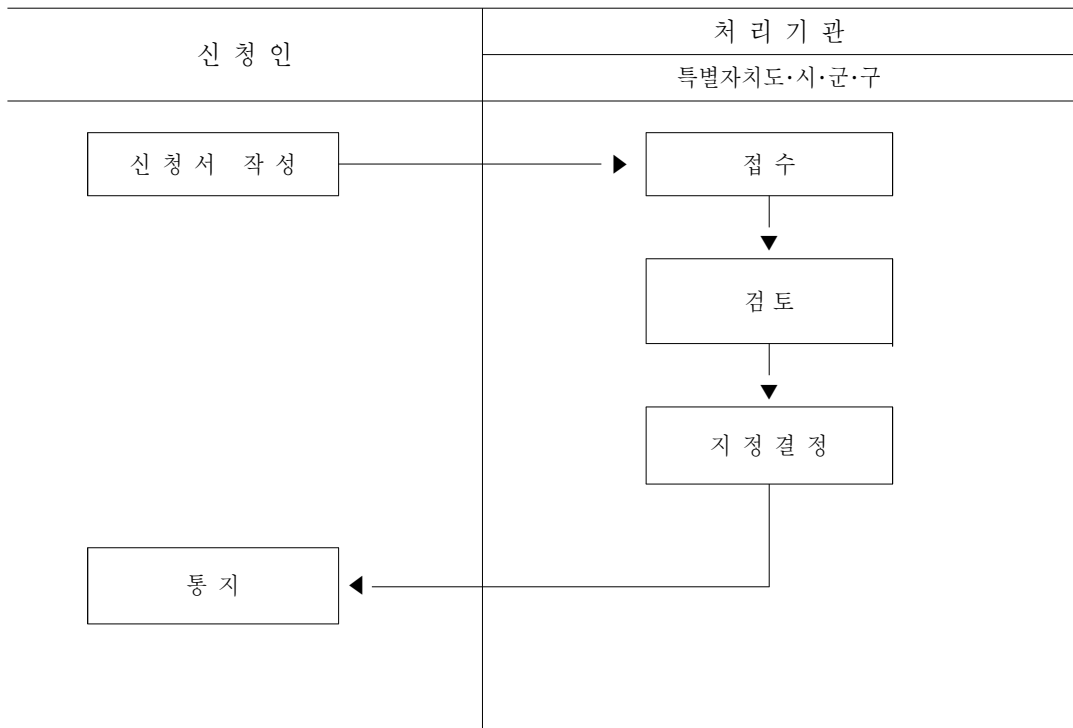 신 청 인
처 리 기 관
특별자치도·시·군·구
신 청 서 작 성
접 수
검 토
지 정 결 정
통 지